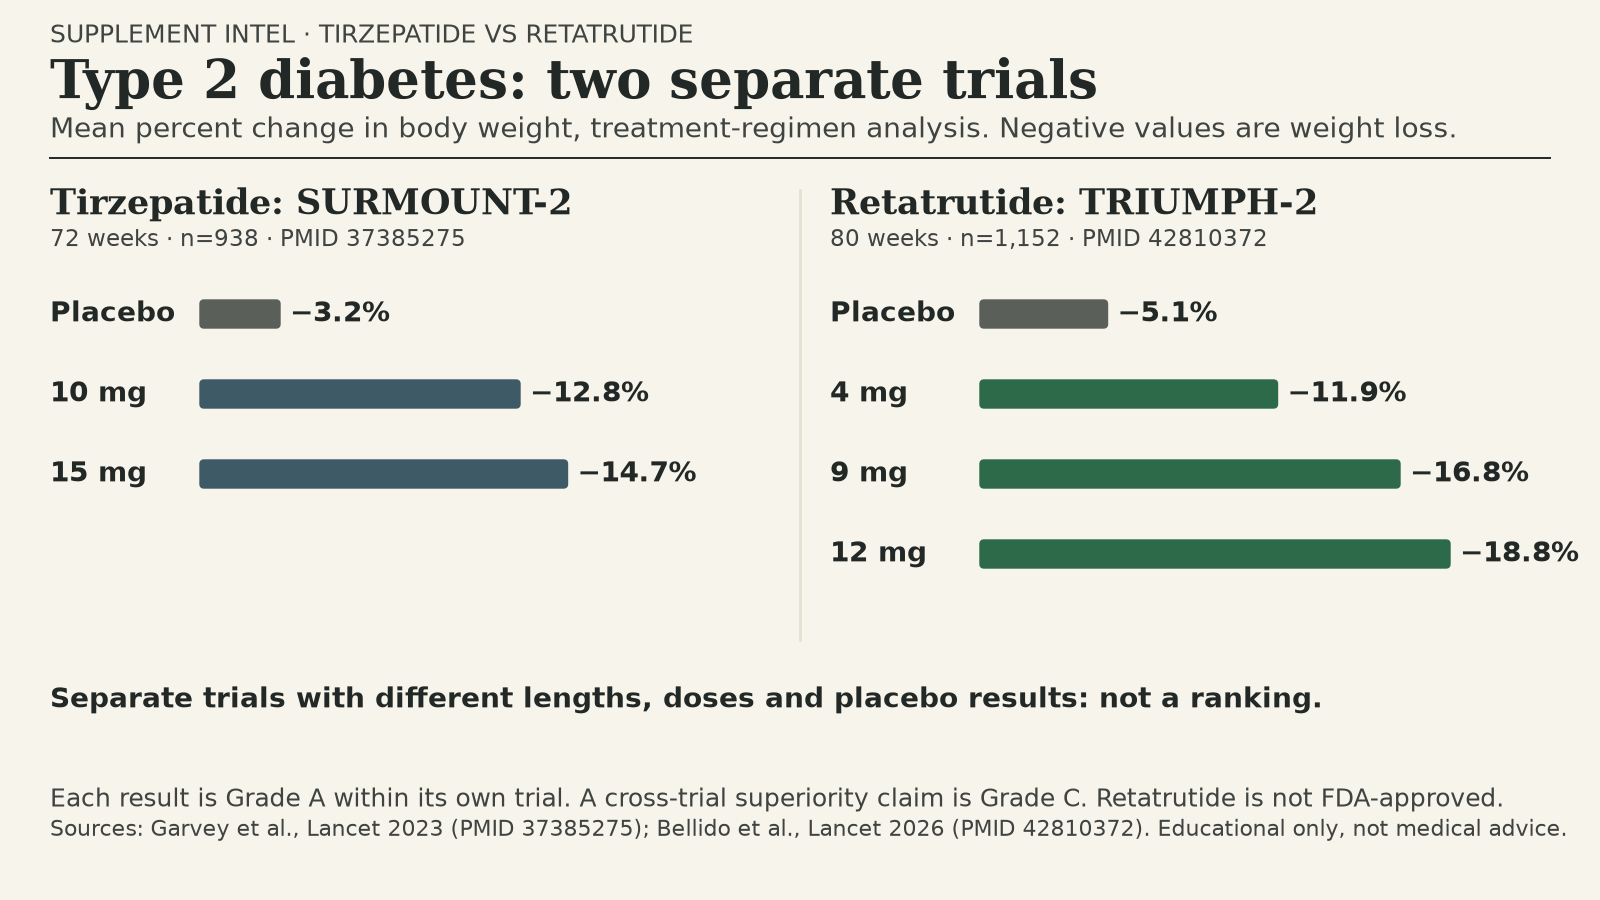 SUPPLEMENT INTEL · TIRZEPATIDE VS RETATRUTIDE
Type 2 diabetes: two separate trials
Mean percent change in body weight, treatment-regimen analysis. Negative values are weight loss.
Tirzepatide: SURMOUNT-2
72 weeks · n=938 · PMID 37385275
Placebo −3.2%
10 mg −12.8%
15 mg −14.7%
Retatrutide: TRIUMPH-2
80 weeks · n=1,152 · PMID 42810372
Placebo −5.1%
4 mg −11.9%
9 mg −16.8%
12 mg −18.8%
Separate trials with different lengths, doses and placebo results: not a ranking.
Each result is Grade A within its own trial. A cross-trial superiority claim is Grade C. Retatrutide is not FDA-approved.
Sources: Garvey et al., Lancet 2023 (PMID 37385275); Bellido et al., Lancet 2026 (PMID 42810372). Educational only, not medical advice.